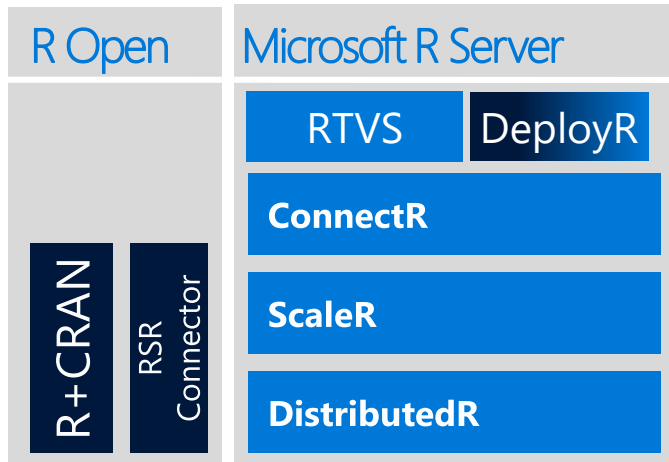 R Open
Microsoft R Server
RTVS
DeployR
ConnectR
ScaleR
DistributedR
R+CRAN
RSR
Connector